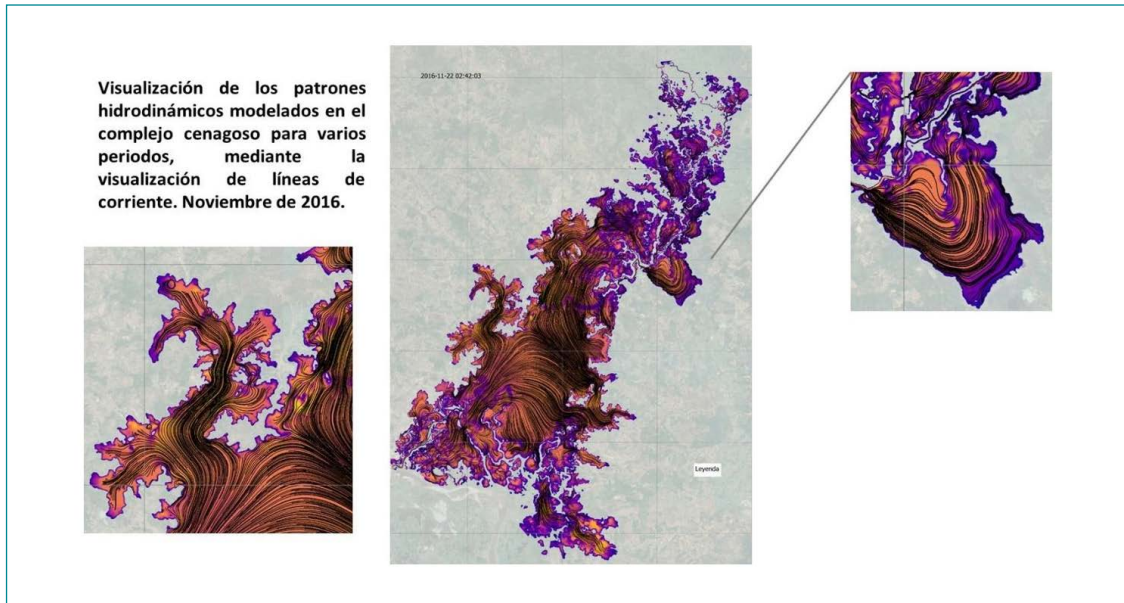 Visualización de los patrones
hidrodinámicos modelados en el
complejo cenagoso para varios
periodos, mediante la
visualización de líneas de
corriente. Noviembre de 2016.
2016-11-22 02:42:03
Leyenda